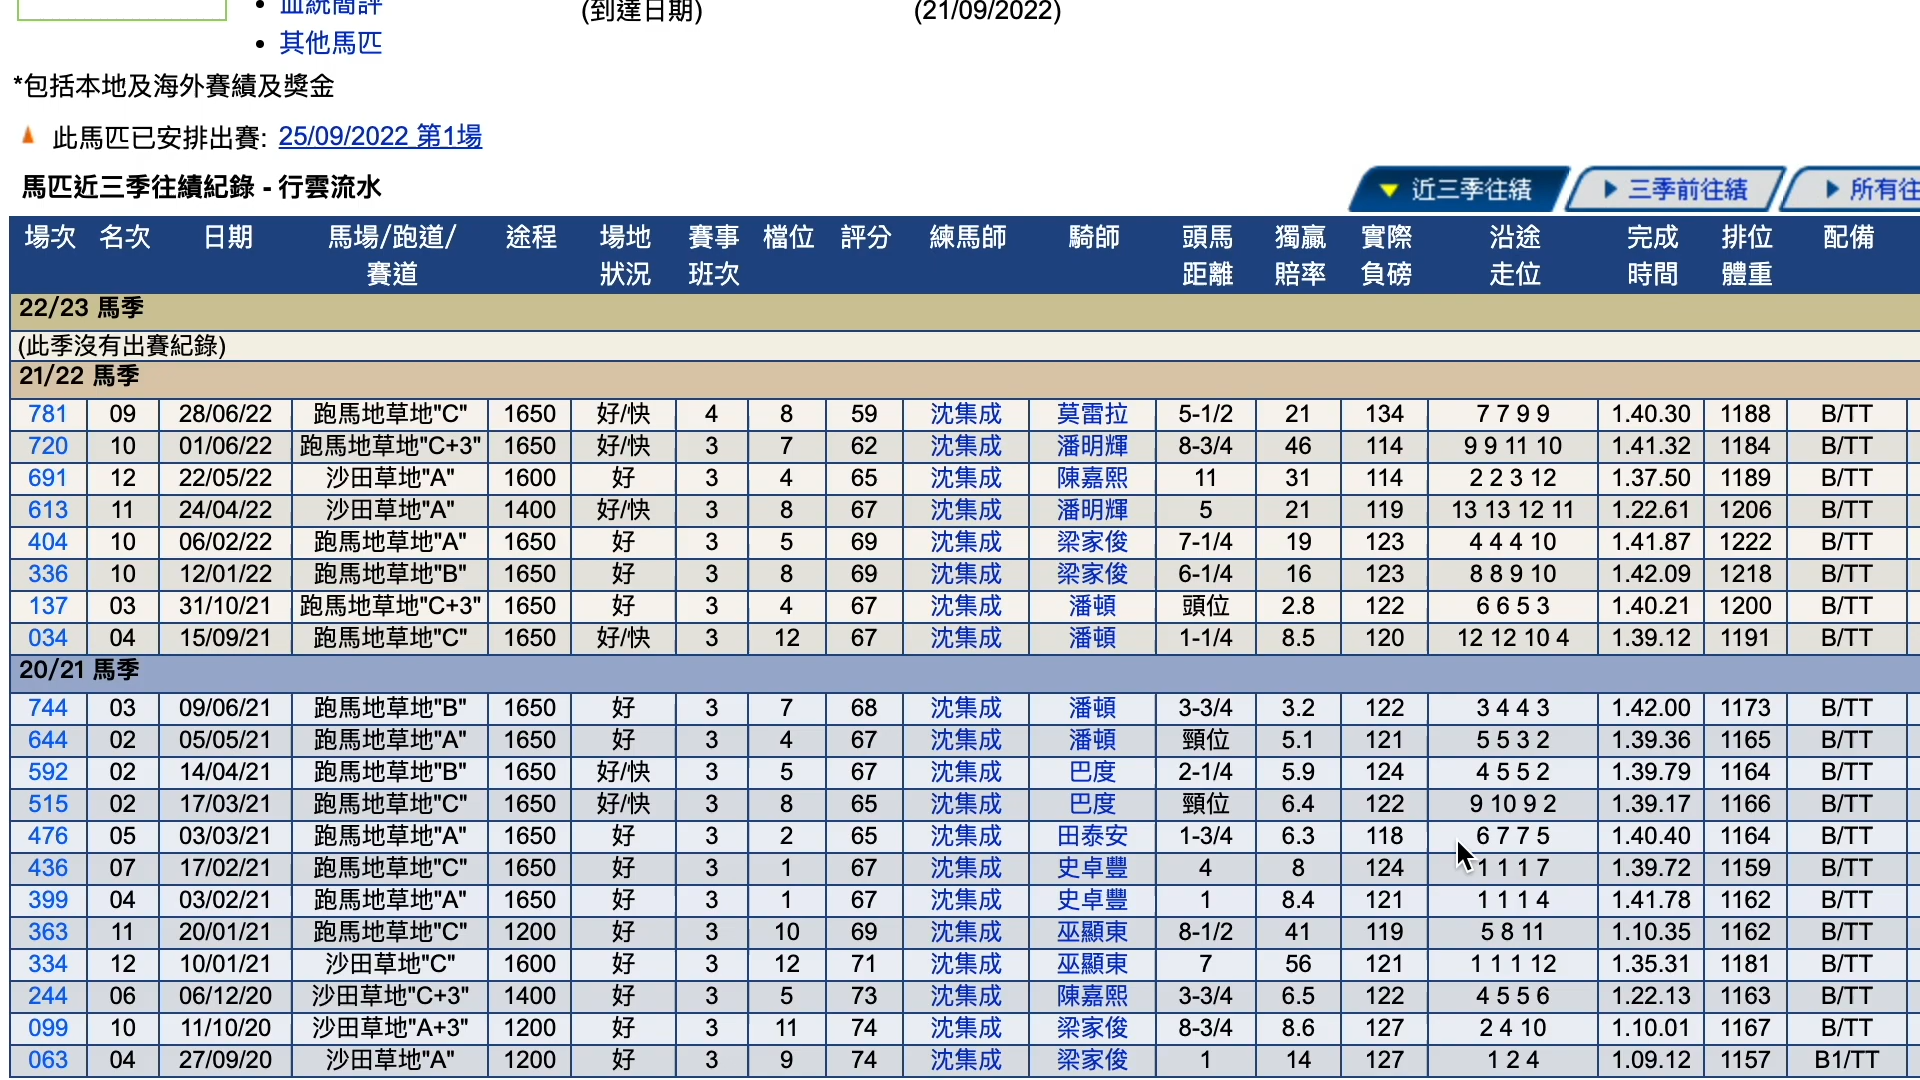 血統簡評
(到達日期) (21/09/2022)
其他馬匹
*包括本地及海外賽績及獎金
此馬匹已安排出賽: 25/09/2022 第1場
馬匹近三季往績紀錄 - 行雲流水 近三季往績 三季前往績 所有往
場次 名次 日期 馬場/跑道/賽道 途程 場地狀況 賽事班次 檔位 評分 練馬師 騎師 頭馬距離 獨贏賠率 實際負磅 沿途走位 完成時間 排位體重 配備
22/23 馬季
(此季沒有出賽紀錄)
21/22 馬季
781 09 28/06/22 跑馬地草地"C" 1650 好/快 4 8 59 沈集成 莫雷拉 5-1/2 21 134 7 7 9 9 1.40.30 1188 B/TT
720 10 01/06/22 跑馬地草地"C+3" 1650 好/快 3 7 62 沈集成 潘明輝 8-3/4 46 114 9 9 11 10 1.41.32 1184 B/TT
691 12 22/05/22 沙田草地"A" 1600 好 3 4 65 沈集成 陳嘉熙 11 31 114 2 2 3 12 1.37.50 1189 B/TT
613 11 24/04/22 沙田草地"A" 1400 好/快 3 8 67 沈集成 潘明輝 5 21 119 13 13 12 11 1.22.61 1206 B/TT
404 10 06/02/22 跑馬地草地"A" 1650 好 3 5 69 沈集成 梁家俊 7-1/4 19 123 4 4 4 10 1.41.87 1222 B/TT
336 10 12/01/22 跑馬地草地"B" 1650 好 3 8 69 沈集成 梁家俊 6-1/4 16 123 8 8 9 10 1.42.09 1218 B/TT
137 03 31/10/21 跑馬地草地"C+3" 1650 好 3 4 67 沈集成 潘頓 頭位 2.8 122 6 6 5 3 1.40.21 1200 B/TT
034 04 15/09/21 跑馬地草地"C" 1650 好/快 3 12 67 沈集成 潘頓 1-1/4 8.5 120 12 12 10 4 1.39.12 1191 B/TT
20/21 馬季
744 03 09/06/21 跑馬地草地"B" 1650 好 3 7 68 沈集成 潘頓 3-3/4 3.2 122 3 4 4 3 1.42.00 1173 B/TT
644 02 05/05/21 跑馬地草地"A" 1650 好 3 4 67 沈集成 潘頓 頸位 5.1 121 5 5 3 2 1.39.36 1165 B/TT
592 02 14/04/21 跑馬地草地"B" 1650 好/快 3 5 67 沈集成 巴度 2-1/4 5.9 124 4 5 5 2 1.39.79 1164 B/TT
515 02 17/03/21 跑馬地草地"C" 1650 好/快 3 8 65 沈集成 巴度 頸位 6.4 122 9 10 9 2 1.39.17 1166 B/TT
476 05 03/03/21 跑馬地草地"A" 1650 好 3 2 65 沈集成 田泰安 1-3/4 6.3 118 6 7 7 5 1.40.40 1164 B/TT
436 07 17/02/21 跑馬地草地"C" 1650 好 3 1 67 沈集成 史卓豐 4 8 124 1 1 1 7 1.39.72 1159 B/TT
399 04 03/02/21 跑馬地草地"A" 1650 好 3 1 67 沈集成 史卓豐 1 8.4 121 1 1 1 4 1.41.78 1162 B/TT
363 11 20/01/21 跑馬地草地"C" 1200 好 3 10 69 沈集成 巫顯東 8-1/2 41 119 5 8 11 1.10.35 1162 B/TT
334 12 10/01/21 沙田草地"C" 1600 好 3 12 71 沈集成 巫顯東 7 56 121 1 1 1 12 1.35.31 1181 B/TT
244 06 06/12/20 沙田草地"C+3" 1400 好 3 5 73 沈集成 陳嘉熙 3-3/4 6.5 122 4 5 5 6 1.22.13 1163 B/TT
099 10 11/10/20 沙田草地"A+3" 1200 好 3 11 74 沈集成 梁家俊 8-3/4 8.6 127 2 4 10 1.10.01 1167 B/TT
063 04 27/09/20 沙田草地"A" 1200 好 3 9 74 沈集成 梁家俊 1 14 127 1 2 4 1.09.12 1157 B1/TT